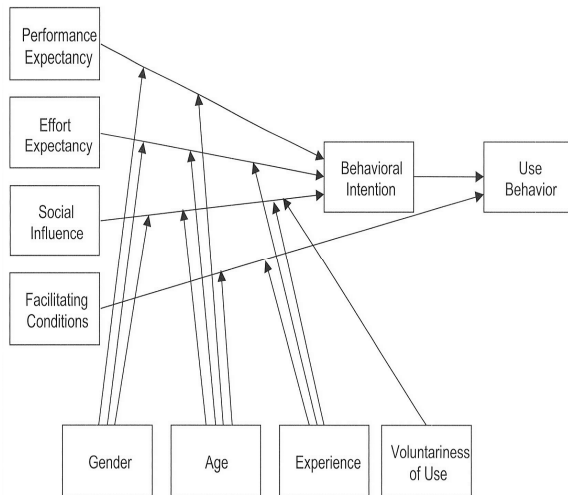 Performance
Expectancy
Effort
Expectancy
Social
Influence
Facilitating
Conditions
Behavioral
Intention
Use
Behavior
Gender
Age
Experience
Voluntariness
of Use